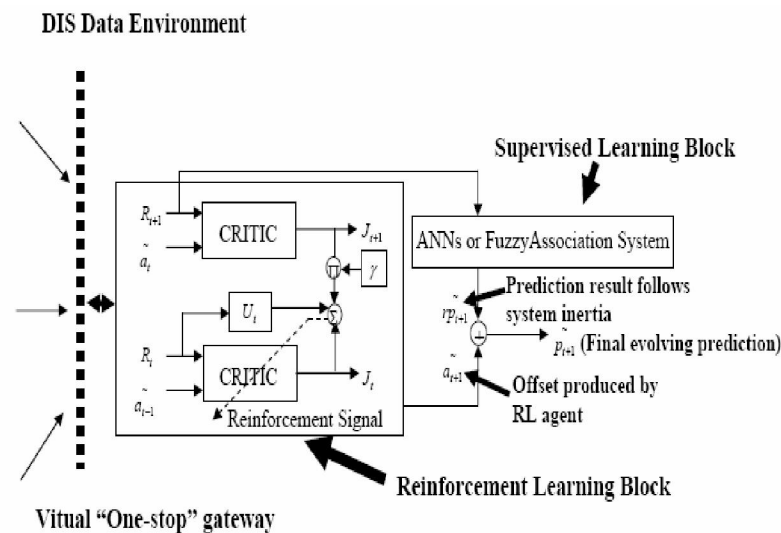 DIS Data Environment
Supervised Learning Block
R_{t+1}
CRITIC
J_{t+1}
ã_t
Π
γ
ANNs or FuzzyAssociation System
Prediction result follows
system inertia
r\tilde{p}_{t+1}
U_t
Σ
+
\tilde{p}_{t+1} (Final evolving prediction)
R_t
CRITIC
J_t
ã_{t-1}
ã_{t+1}
Offset produced by
RL agent
Reinforcement Signal
Reinforcement Learning Block
Vitual “One-stop” gateway